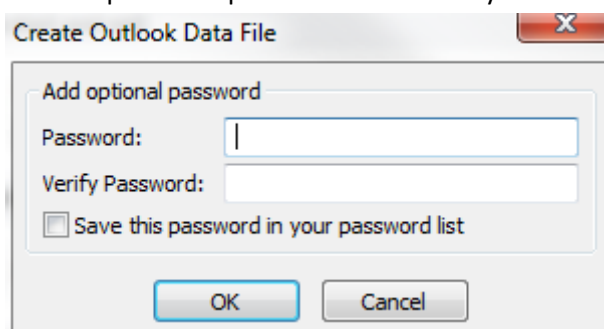 Create Outlook Data File
Add optional password
Password:
Verify Password:
Save this password in your password list
OK Cancel